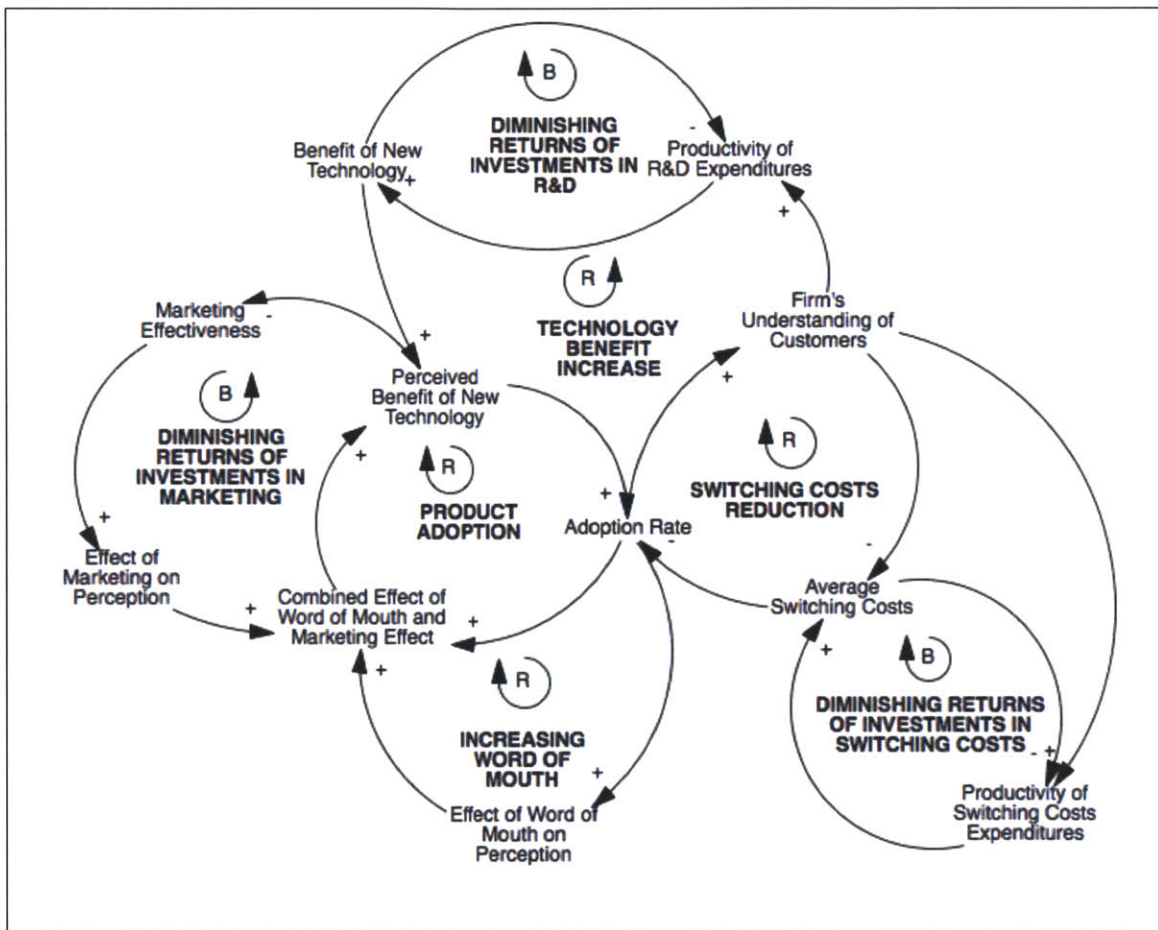 B
DIMINISHING
RETURNS OF
INVESTMENTS IN
R&D
Benefit of New
Technology
+
-
Productivity of
R&D Expenditures
+
R
TECHNOLOGY
BENEFIT
INCREASE
Firm's
Understanding of
Customers
+
Marketing
Effectiveness
-
+
Perceived
Benefit of New
Technology
B
DIMINISHING
RETURNS OF
INVESTMENTS IN
MARKETING
+
R
PRODUCT
ADOPTION
R
SWITCHING COSTS
REDUCTION
+
Adoption Rate
-
-
+
Effect of
Marketing on
Perception
+
Combined Effect of
Word of Mouth and
Marketing Effect
+
+
Average
Switching Costs
+
R
INCREASING
WORD OF
MOUTH
+
Effect of Word of
Mouth on
Perception
B
DIMINISHING RETURNS
OF INVESTMENTS IN
SWITCHING COSTS
- +
Productivity of
Switching Costs
Expenditures